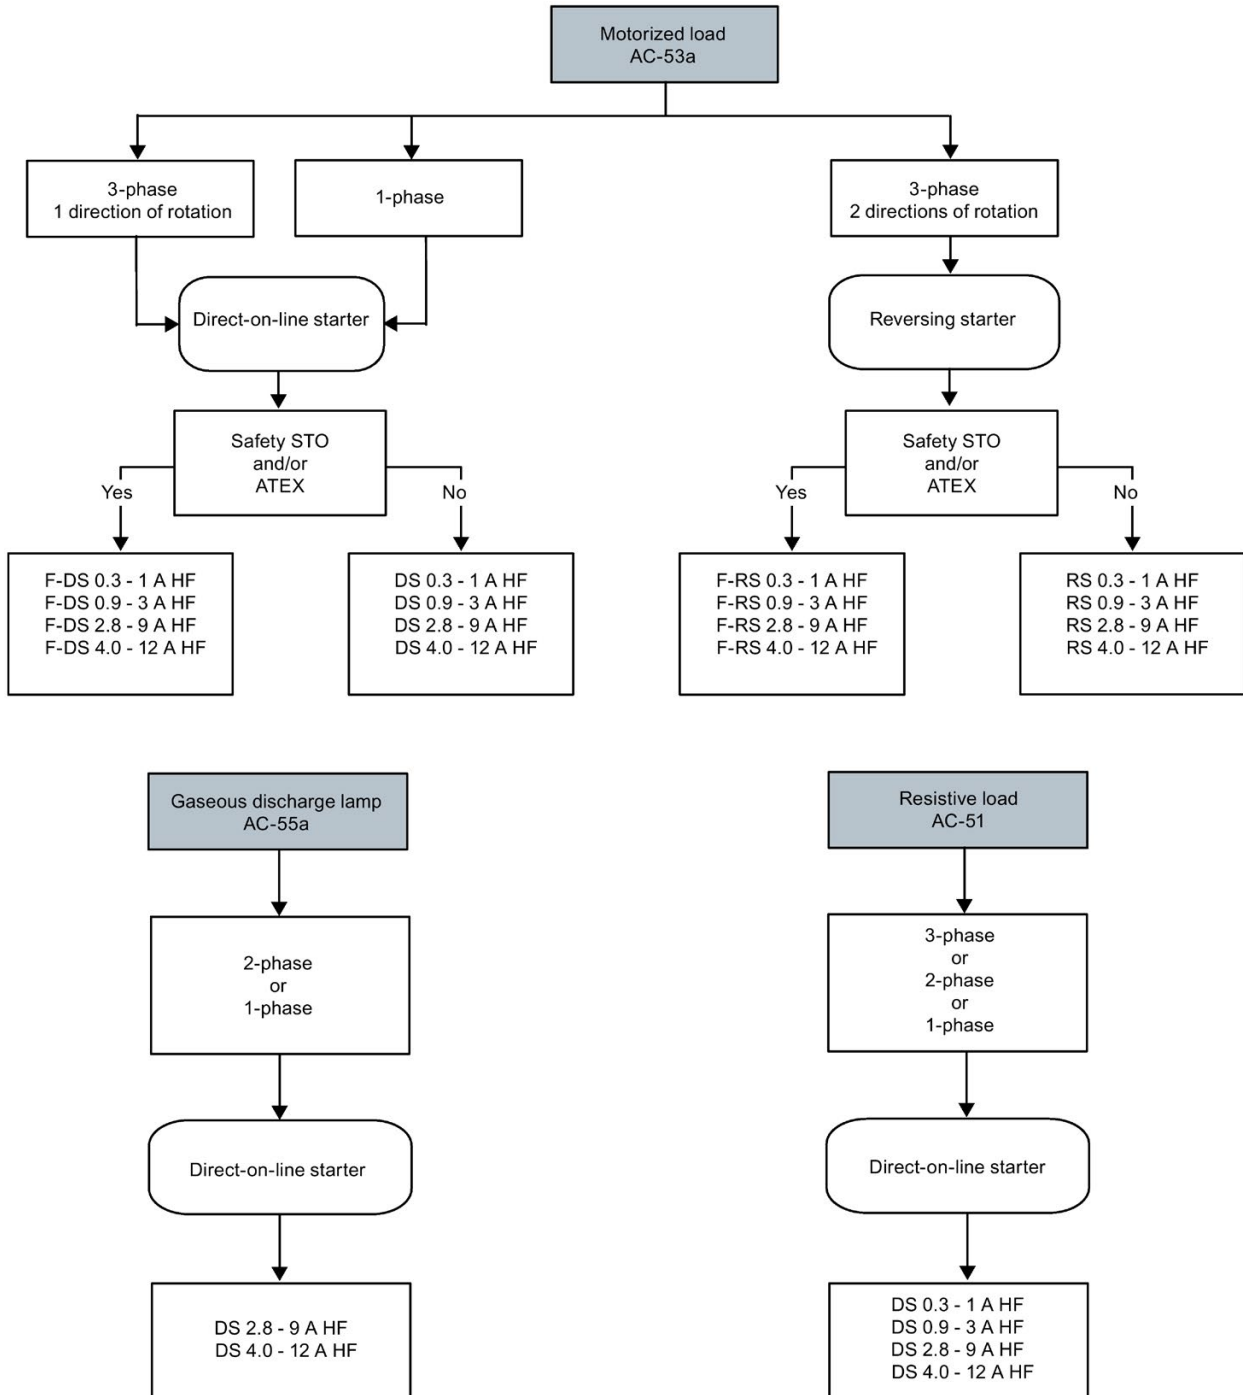 Motorized load
AC-53a
3-phase
1 direction of rotation
1-phase
3-phase
2 directions of rotation
Direct-on-line starter
Reversing starter
Safety STO
and/or
ATEX
Yes
No
Safety STO
and/or
ATEX
Yes
No
F-DS 0.3 - 1 A HF
F-DS 0.9 - 3 A HF
F-DS 2.8 - 9 A HF
F-DS 4.0 - 12 A HF
DS 0.3 - 1 A HF
DS 0.9 - 3 A HF
DS 2.8 - 9 A HF
DS 4.0 - 12 A HF
F-RS 0.3 - 1 A HF
F-RS 0.9 - 3 A HF
F-RS 2.8 - 9 A HF
F-RS 4.0 - 12 A HF
RS 0.3 - 1 A HF
RS 0.9 - 3 A HF
RS 2.8 - 9 A HF
RS 4.0 - 12 A HF
Gaseous discharge lamp
AC-55a
2-phase
or
1-phase
Direct-on-line starter
DS 2.8 - 9 A HF
DS 4.0 - 12 A HF
Resistive load
AC-51
3-phase
or
2-phase
or
1-phase
Direct-on-line starter
DS 0.3 - 1 A HF
DS 0.9 - 3 A HF
DS 2.8 - 9 A HF
DS 4.0 - 12 A HF